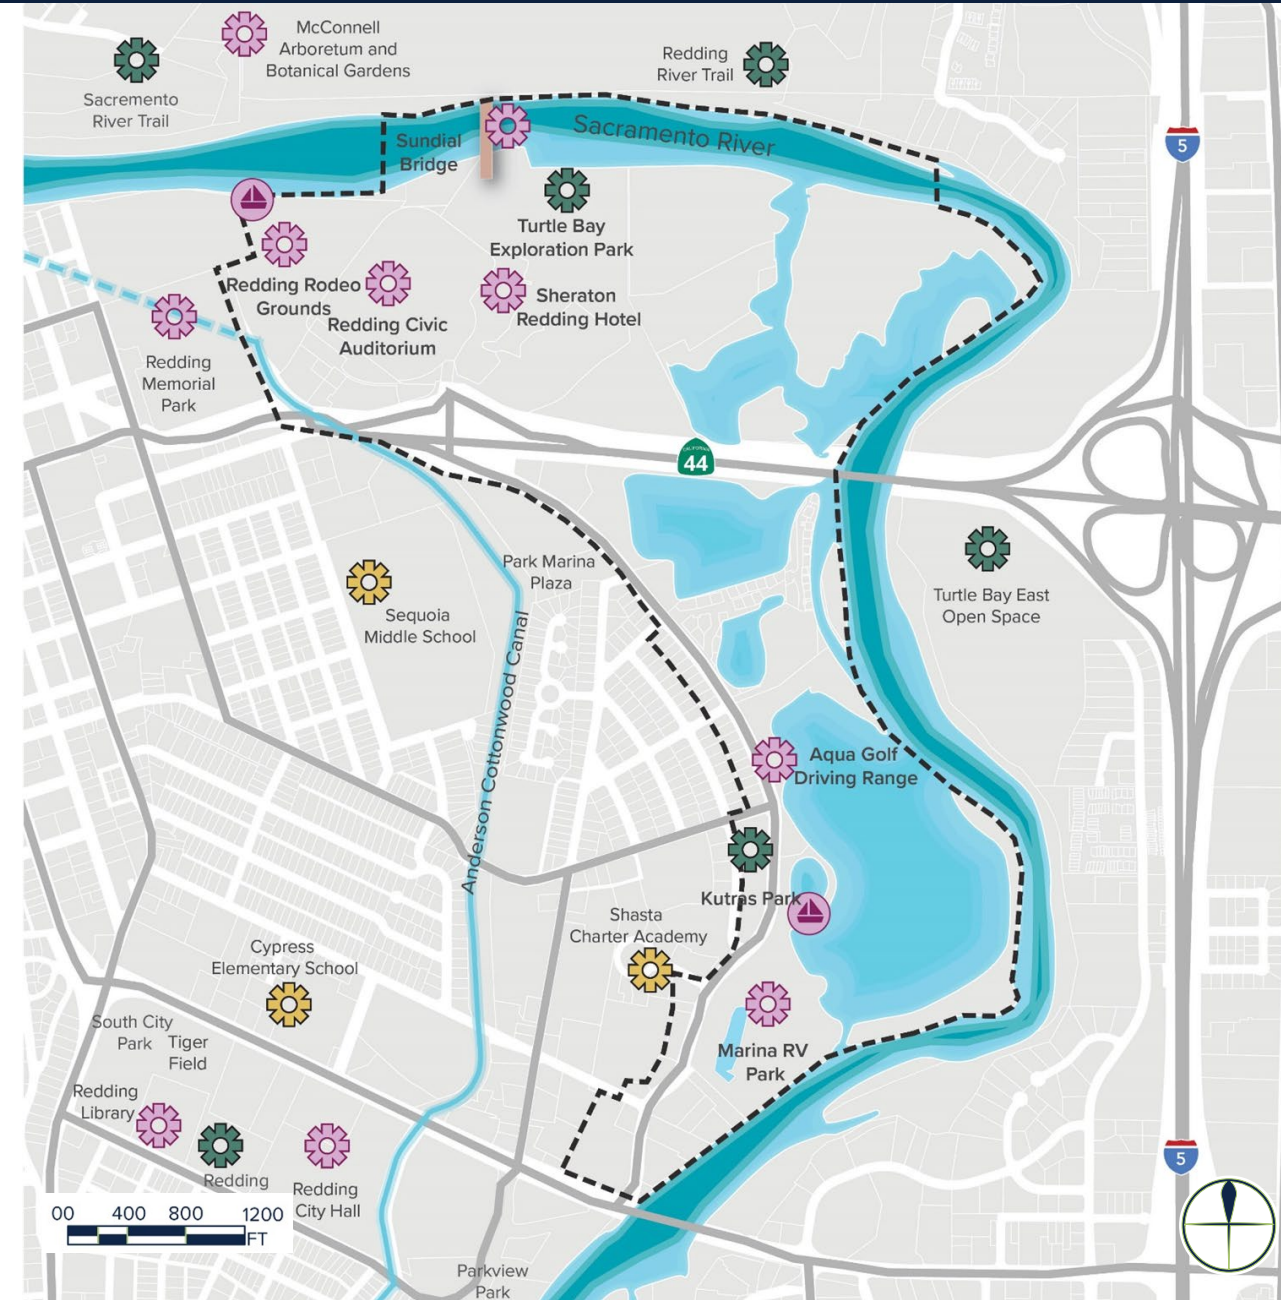 McConnell
Arboretum and
Botanical Gardens
Redding
River Trail
Sacremento
River Trail
Sundial
Bridge
Sacramento River
5
Turtle Bay
Exploration Park
Redding Rodeo
Grounds
Sheraton
Redding Hotel
Redding Civic
Auditorium
Redding
Memorial
Park
CALIFORNIA
44
Park Marina
Plaza
Turtle Bay East
Open Space
Sequoia
Middle School
Anderson Cottonwood Canal
Aqua Golf
Driving Range
Kutras Park
Shasta
Charter Academy
Cypress
Elementary School
South City
Park
Tiger
Field
Marina RV
Park
Redding
Library
Redding
Redding
City Hall
5
00 400 800 1200
FT
Parkview
Park